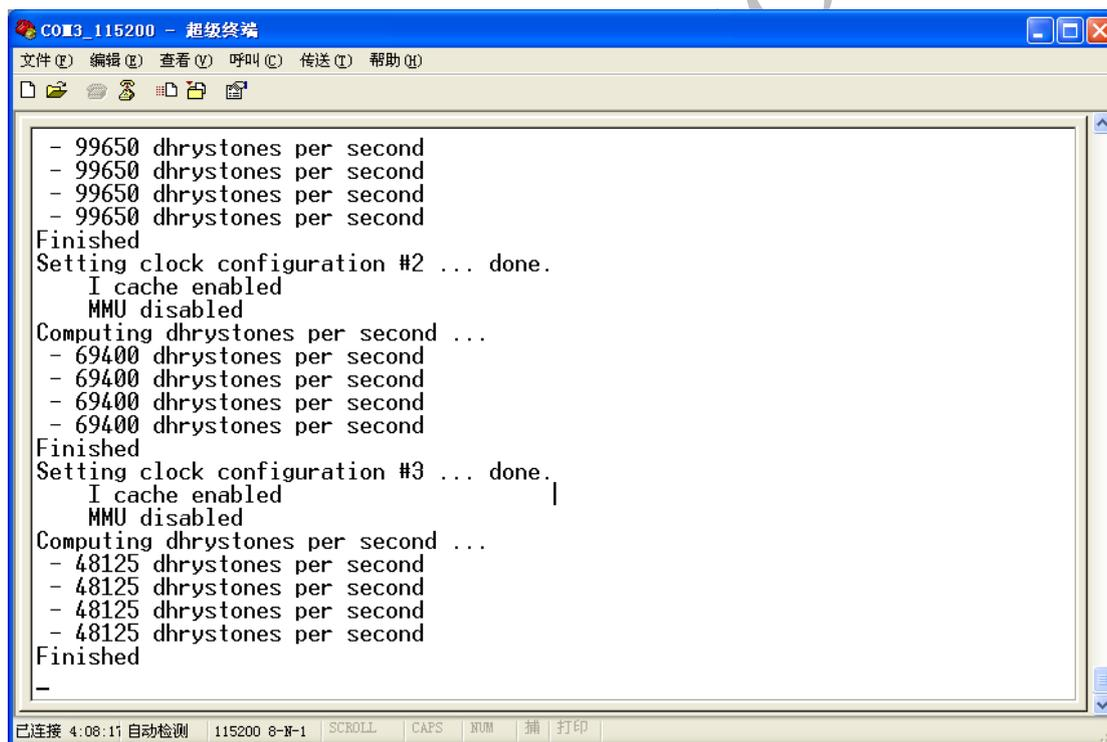 COM3_115200 - 超级终端
文件(F) 编辑(E) 查看(V) 呼叫(C) 传送(T) 帮助(H)
- 99650 dhrystones per second
- 99650 dhrystones per second
- 99650 dhrystones per second
- 99650 dhrystones per second
Finished
Setting clock configuration #2 ... done.
I cache enabled
MMU disabled
Computing dhrystones per second ...
- 69400 dhrystones per second
- 69400 dhrystones per second
- 69400 dhrystones per second
- 69400 dhrystones per second
Finished
Setting clock configuration #3 ... done.
I cache enabled
MMU disabled
Computing dhrystones per second ...
- 48125 dhrystones per second
- 48125 dhrystones per second
- 48125 dhrystones per second
- 48125 dhrystones per second
Finished
已连接 4:08:17 自动检测 115200 8-N-1 SCROLL CAPS NUM 捕 打印